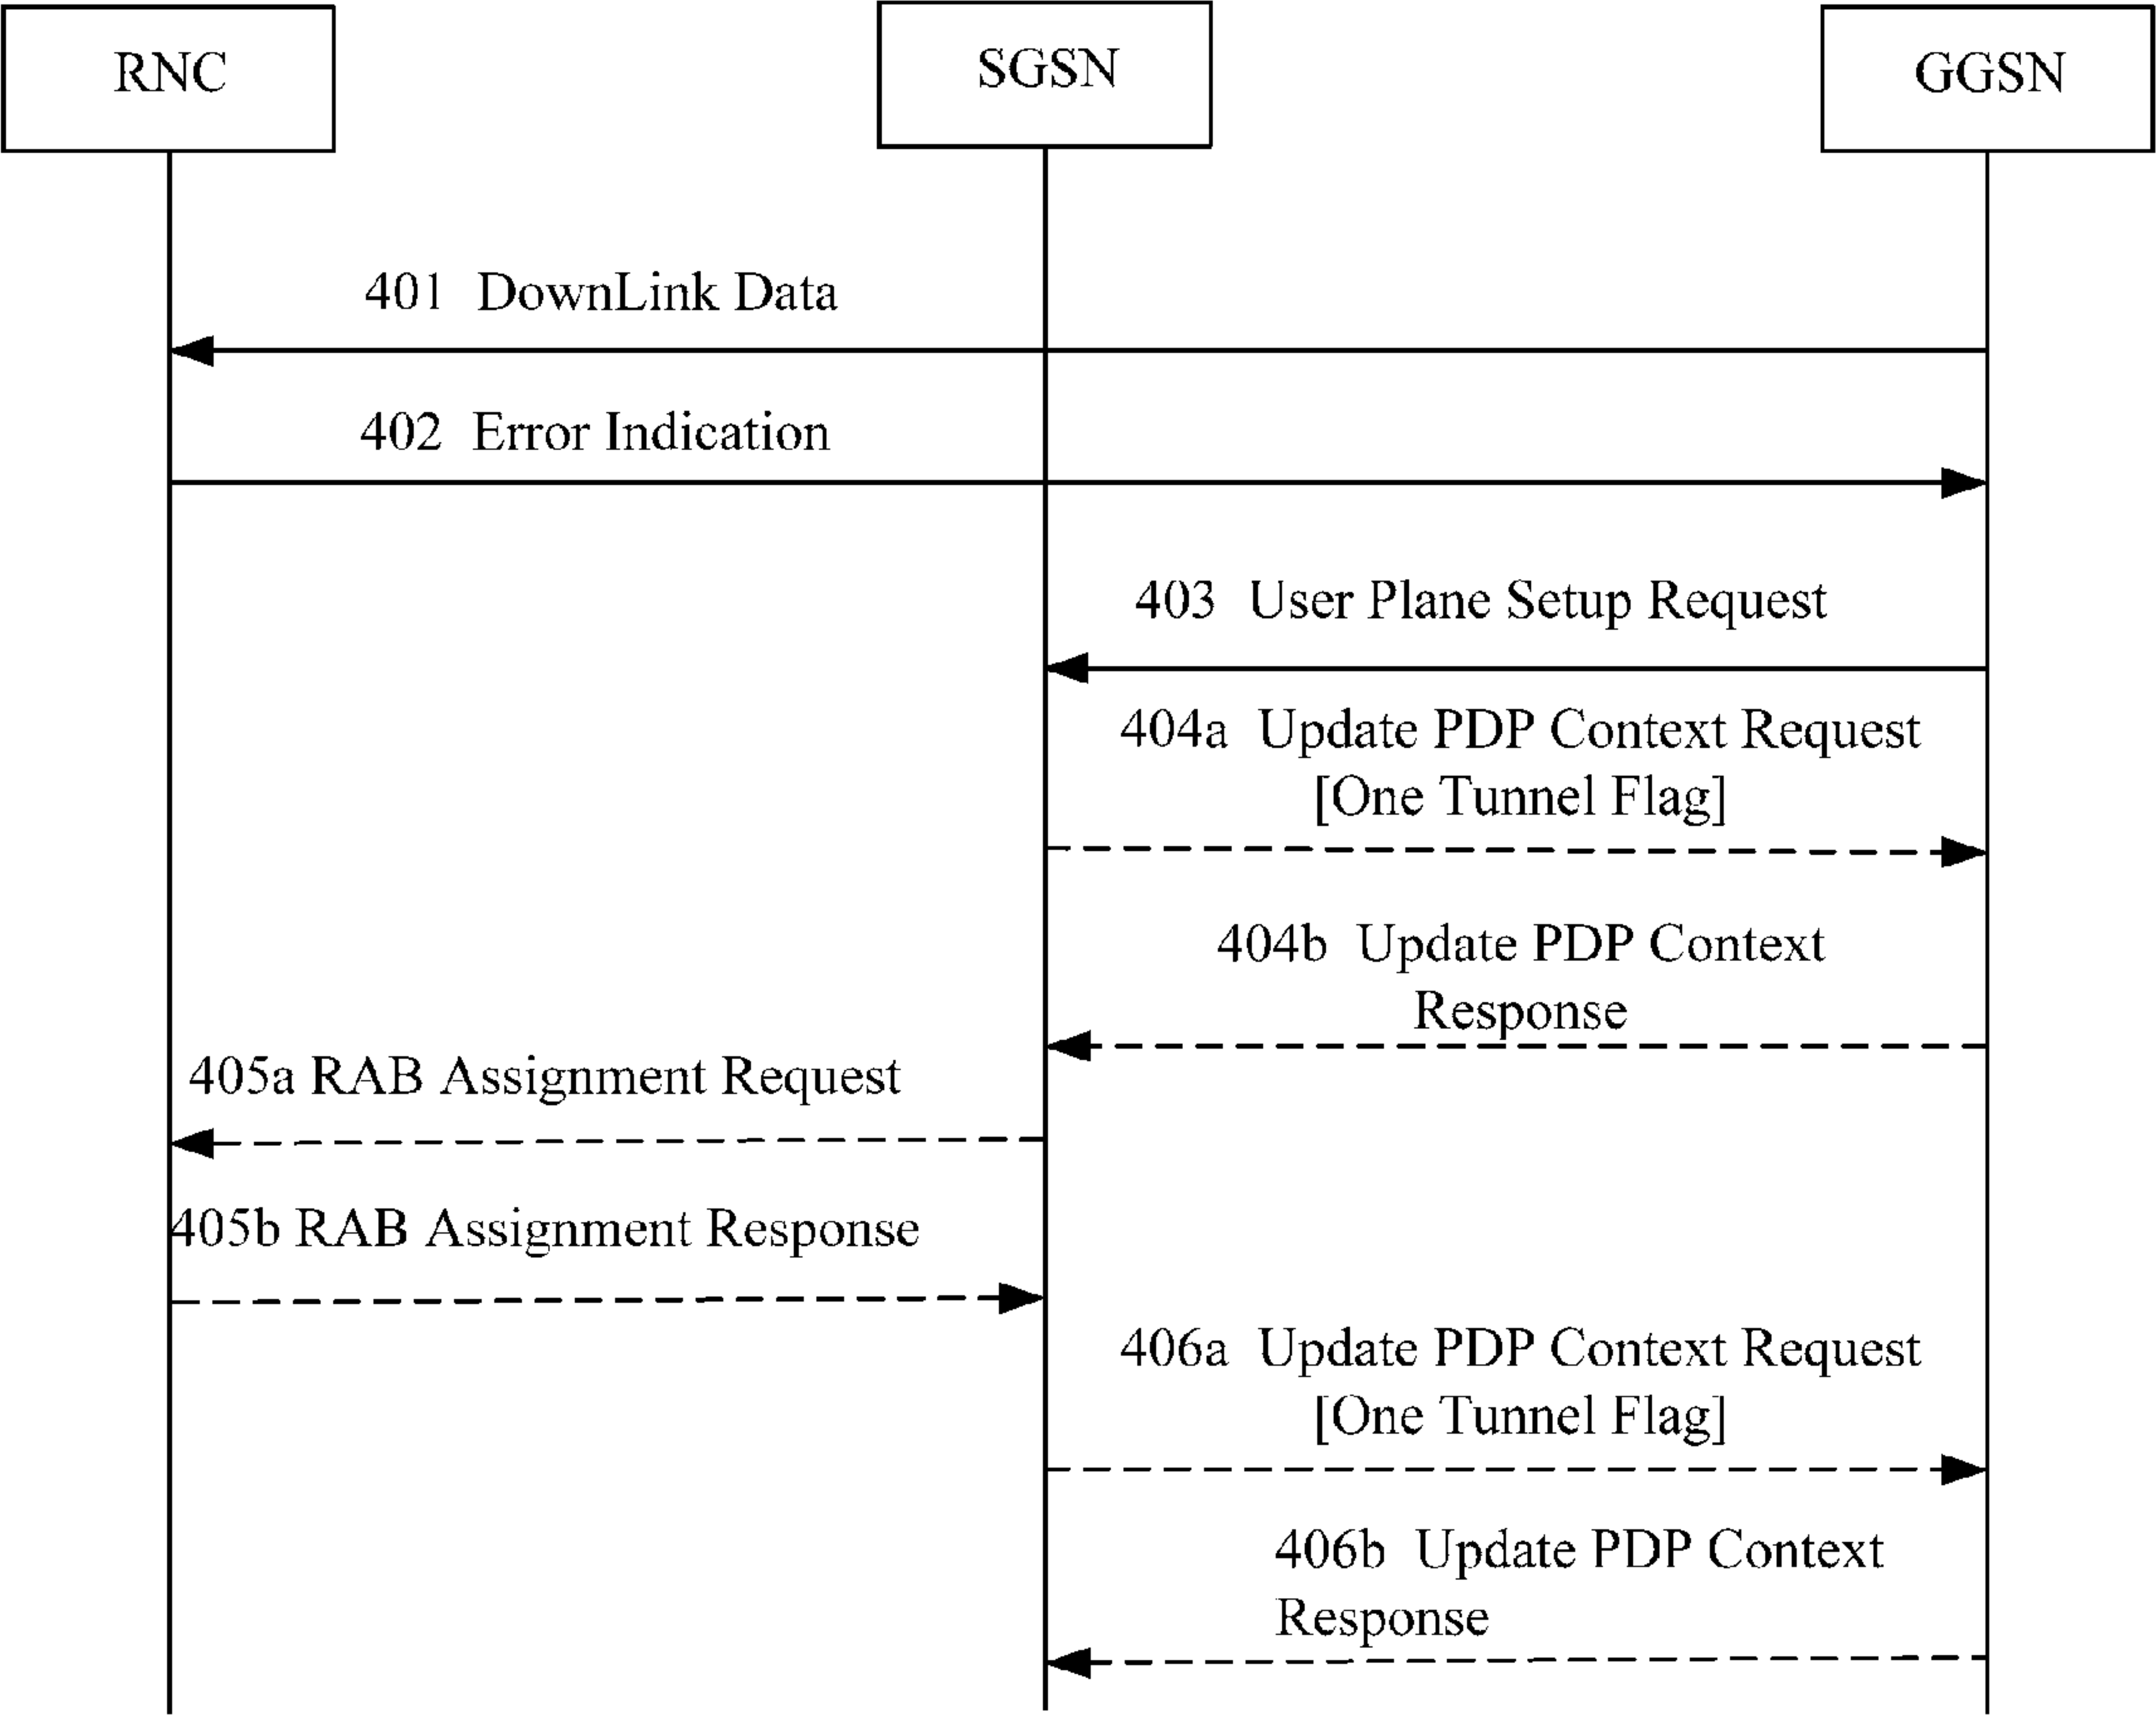 RNC
SGSN
GGSN
401 DownLink Data
402 Error Indication
403 User Plane Setup Request
404a Update PDP Context Request
[One Tunnel Flag]
404b Update PDP Context
Response
405a RAB Assignment Request
405b RAB Assignment Response
406a Update PDP Context Request
[One Tunnel Flag]
406b Update PDP Context
Response